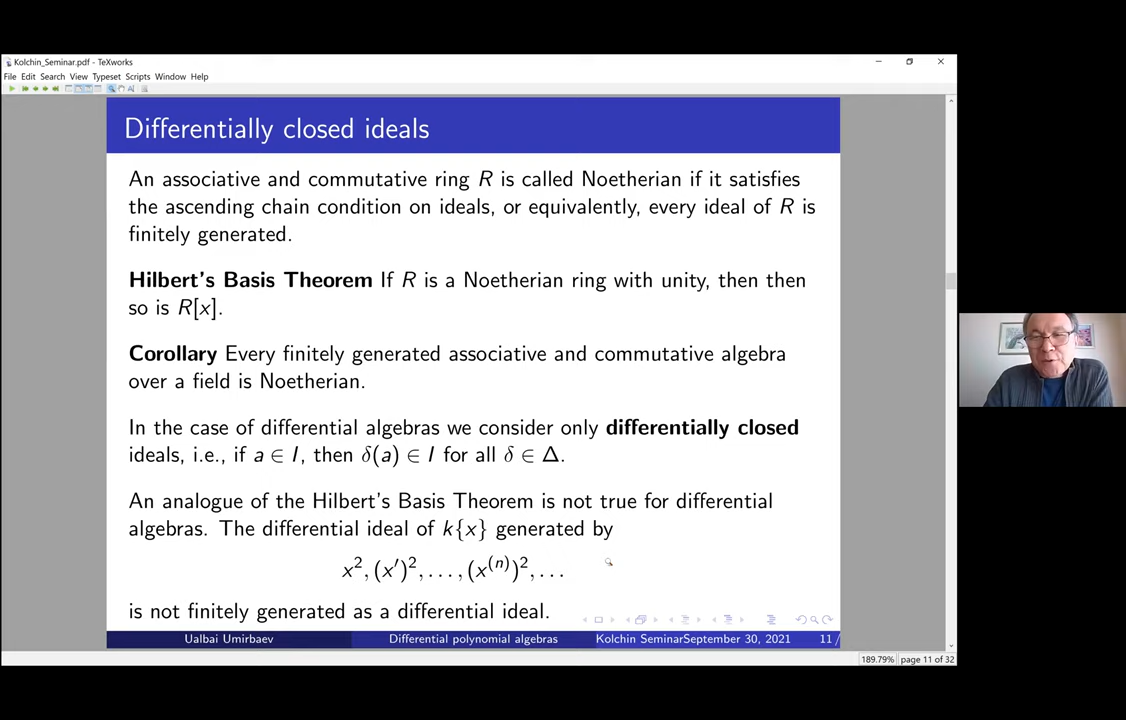 Kolchin_Seminar.pdf - TeXworks
File Edit Search View Typeset Scripts Window Help
Differentially closed ideals
An associative and commutative ring R is called Noetherian if it satisfies
the ascending chain condition on ideals, or equivalently, every ideal of R is
finitely generated.
Hilbert's Basis Theorem If R is a Noetherian ring with unity, then then
so is R[x].
Corollary Every finitely generated associative and commutative algebra
over a field is Noetherian.
In the case of differential algebras we consider only differentially closed
ideals, i.e., if a ∈ I, then δ(a) ∈ I for all δ ∈ Δ.
An analogue of the Hilbert's Basis Theorem is not true for differential
algebras. The differential ideal of k{x} generated by
x², (x′)², . . . , (x⁽ⁿ⁾)², . . .
is not finitely generated as a differential ideal.
Ualbai Umirbaev Differential polynomial algebras Kolchin SeminarSeptember 30, 2021 11 /
189.79% page 11 of 32